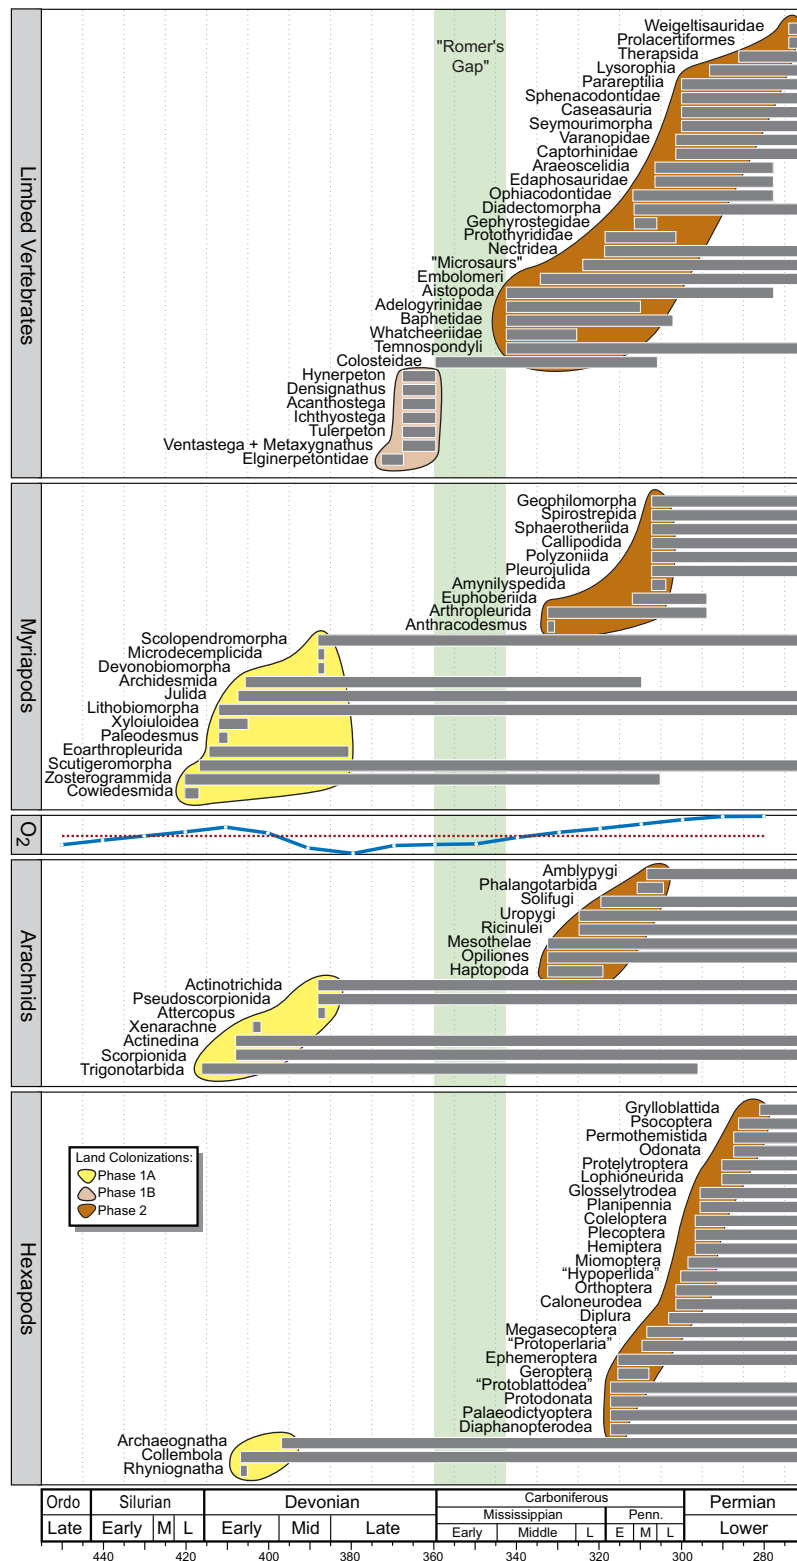 Limbed Vertebrates
"Romer's
Gap"
Weigeltisauridae
Prolacertiformes
Therapsida
Lysorophia
Parareptilia
Sphenacodontidae
Caseasauria
Seymourimorpha
Varanopidae
Captorhinidae
Araeoscelidia
Edaphosauridae
Ophiacodontidae
Diadectomorpha
Gephyrostegidae
Protothyrididae
Nectridea
"Microsaurs"
Embolomeri
Aistopoda
Adelogyrinidae
Baphetidae
Whatcheeriidae
Temnospondyli
Colosteidae
Hynerpeton
Densignathus
Acanthostega
Ichthyostega
Tulerpeton
Ventastega + Metaxygnathus
Elginerpetontidae
Myriapods
Geophilomorpha
Spirostrepida
Sphaerotheriida
Callipodida
Polyzoniida
Pleurojulida
Amynilyspedida
Euphoberiida
Arthropleurida
Anthracodesmus
Scolopendromorpha
Microdecemplicida
Devonobiomorpha
Archidesmida
Julida
Lithobiomorpha
Xyloiuloidea
Paleodesmus
Eoarthropleurida
Scutigeromorpha
Zosterogrammida
Cowiedesmida
O2
Arachnids
Amblypygi
Phalangotarbida
Solifugi
Uropygi
Ricinulei
Mesothelae
Opiliones
Haptopoda
Actinotrichida
Pseudoscorpionida
Attercopus
Xenarachne
Actinedina
Scorpionida
Trigonotarbida
Hexapods
Grylloblattida
Psocoptera
Permothemistida
Odonata
Protelytroptera
Lophioneurida
Glosselytrodea
Planipennia
Coleloptera
Plecoptera
Hemiptera
Miomoptera
“Hypoperlida”
Orthoptera
Caloneurodea
Diplura
Megasecoptera
“Protoperlaria”
Ephemeroptera
Geroptera
“Protoblattodea”
Protodonata
Palaeodictyoptera
Diaphanopterodea
Archaeognatha
Collembola
Rhyniognatha
Land Colonizations:
Phase 1A
Phase 1B
Phase 2
Ordo Silurian Devonian Carboniferous Permian
Mississippian Penn.
Late Early M L Early Mid Late Early Middle L E M L Lower
440 420 400 380 360 340 320 300 280